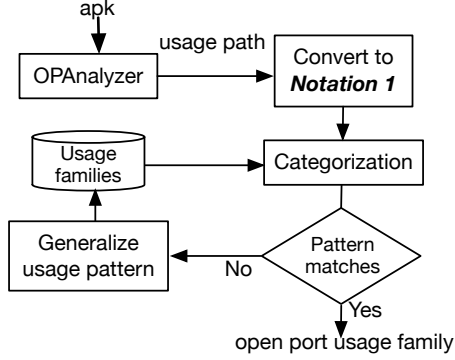 apk
usage path
OPAnalyzer
Convert to
Notation 1
Usage
families
Categorization
Generalize
usage pattern
Pattern
matches
No
Yes
open port usage family